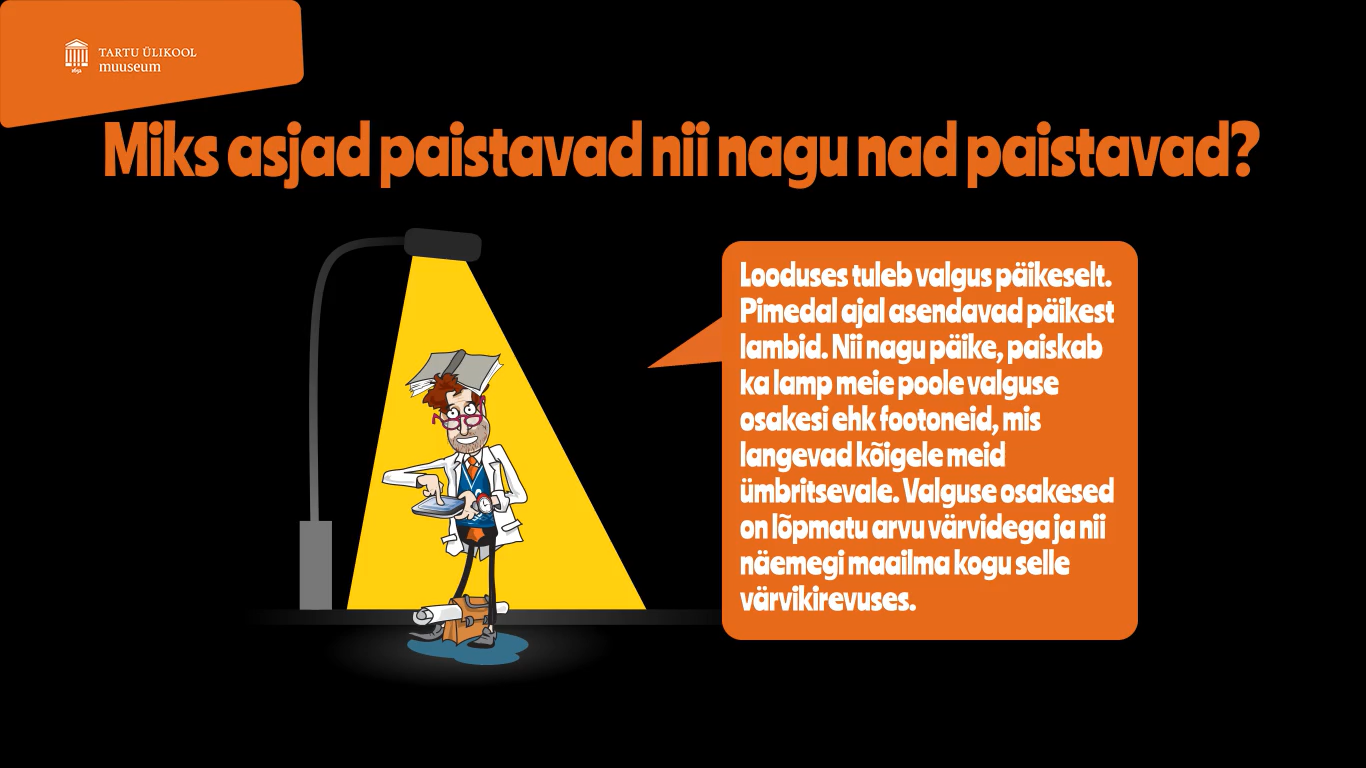 TARTU ÜLIKOOL
muuseum
1632
Miks asjad paistavad nii nagu nad paistavad?
Looduses tuleb valgus päikeselt.
Pimedal ajal asendavad päikest
lambid. Nii nagu päike, paiskab
ka lamp meie poole valguse
osakesi ehk footoneid, mis
langevad kõigele meid
ümbritsevale. Valguse osakesed
on lõpmatu arvu värvidega ja nii
näemegi maailma kogu selle
värvikirevuses.